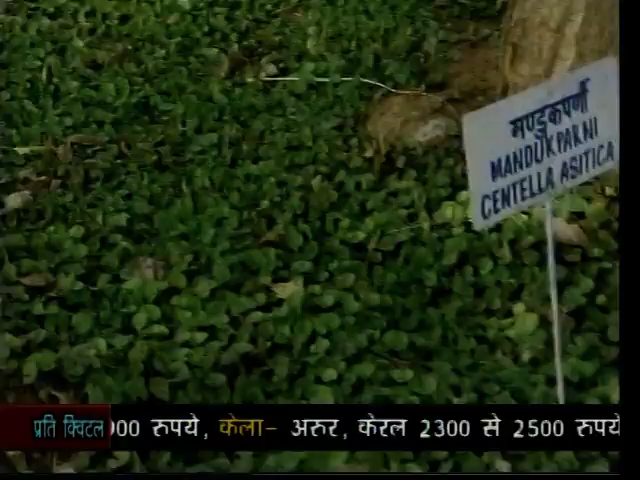 मण्डुकपर्णी
MANDUKPARNI
CENTELLA ASITICA
प्रति क्विंटल 00 रुपये, केला- अरुर, केरल 2300 से 2500 रुपये